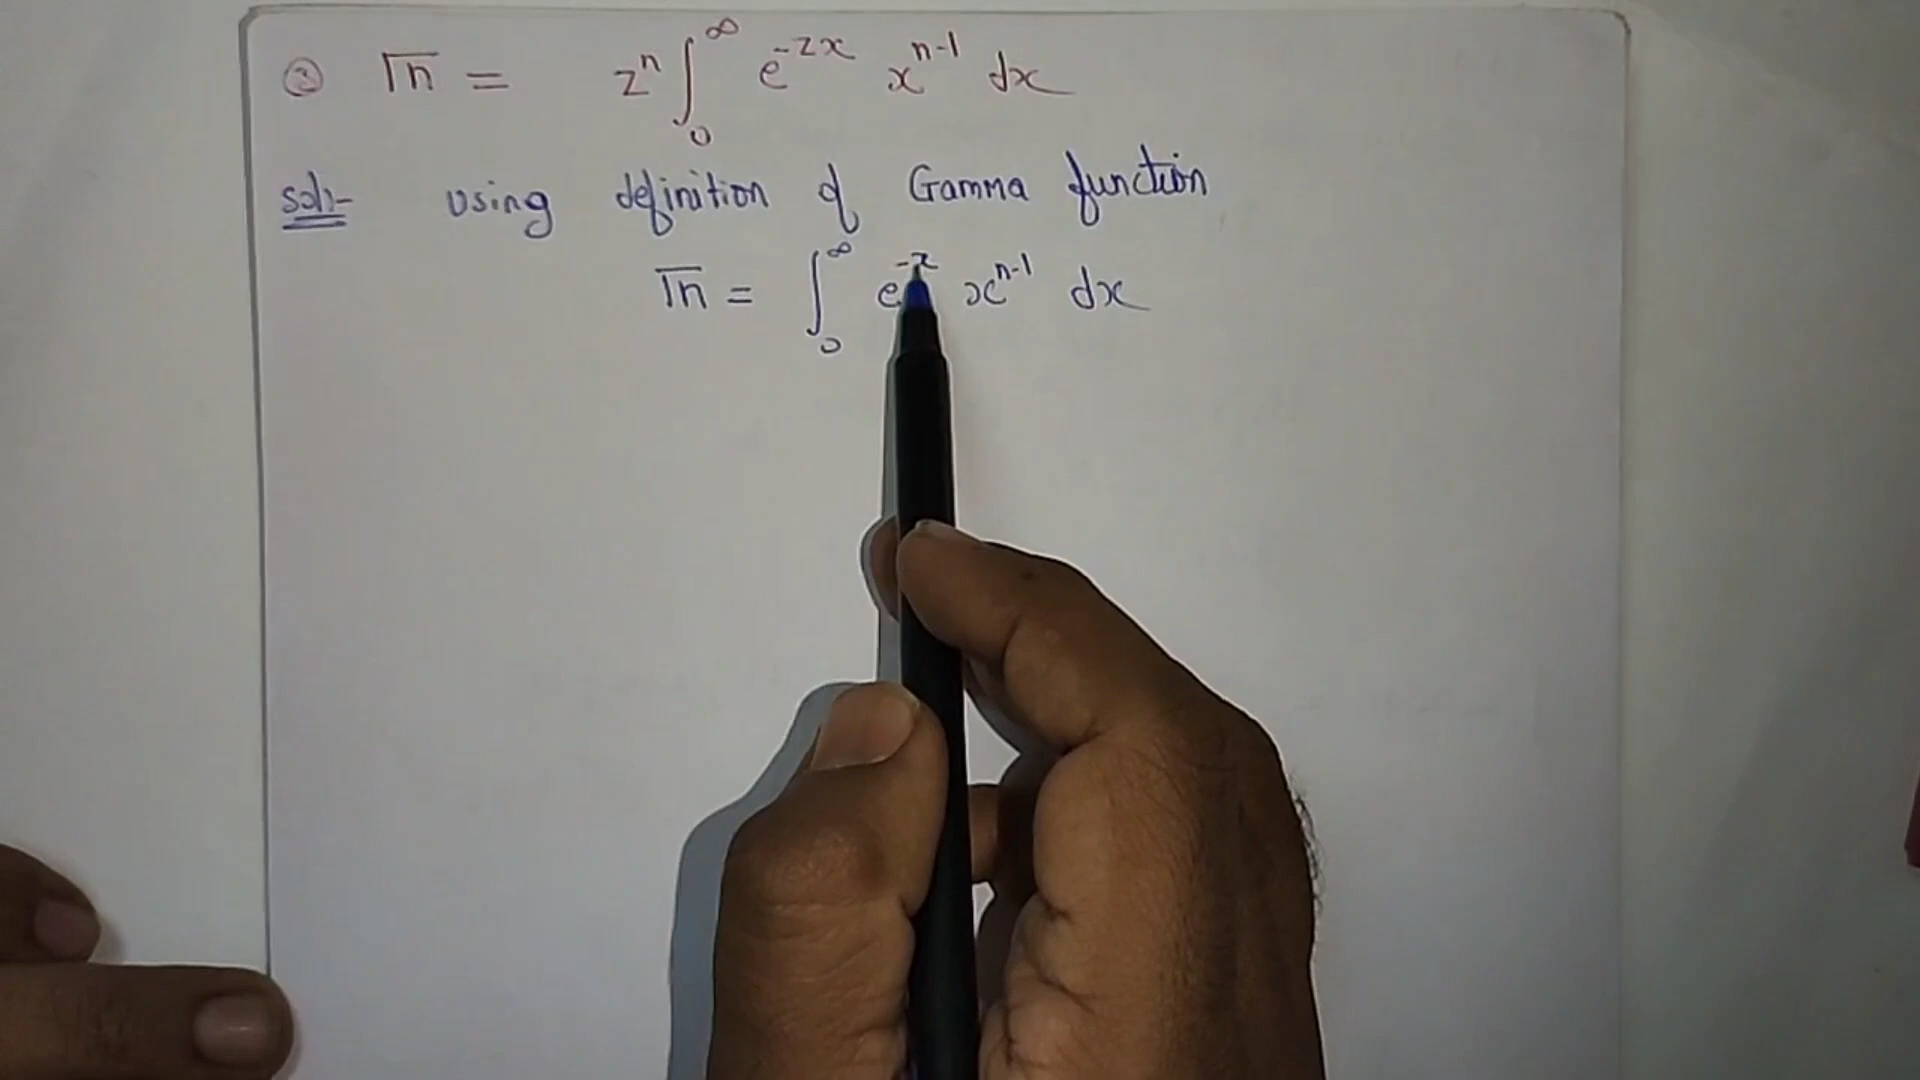 ③ Γn = zⁿ ∫₀^∞ e^{-zx} x^{n-1} dx
sol:- using definition of Gamma function
Γn = ∫₀^∞ e^{-x} x^{n-1} dx